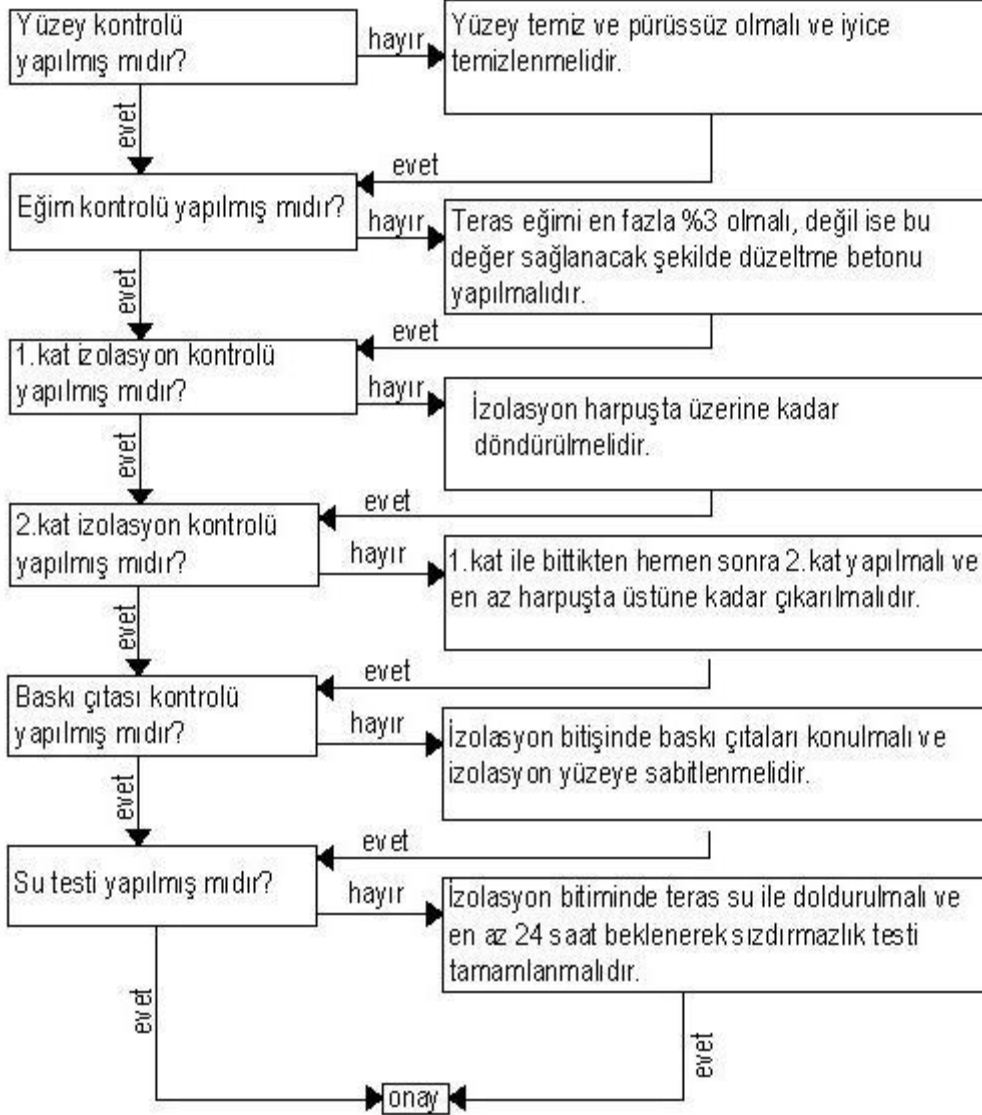 Yüzey kontrolü
yapılmış mıdır?
hayır
Yüzey temiz ve pürüssüz olmalı ve iyice
temizlenmelidir.
evet
evet
Eğim kontrolü yapılmış mıdır?
hayır
Teras eğimi en fazla %3 olmalı, değil ise bu
değer sağlanacak şekilde düzeltme betonu
yapılmalıdır.
evet
evet
1.kat izolasyon kontrolü
yapılmış mıdır?
hayır
İzolasyon harpuşta üzerine kadar
döndürülmelidir.
evet
evet
2.kat izolasyon kontrolü
yapılmış mıdır?
hayır
1.kat ile bittikten hemen sonra 2.kat yapılmalı ve
en az harpuşta üstüne kadar çıkarılmalıdır.
evet
evet
Baskı çıtası kontrolü
yapılmış mıdır?
hayır
İzolasyon bitişinde baskı çıtaları konulmalı ve
izolasyon yüzeye sabitlenmelidir.
evet
evet
Su testi yapılmış mıdır?
hayır
İzolasyon bitiminde teras su ile doldurulmalı ve
en az 24 saat beklenerek sızdırmazlık testi
tamamlanmalıdır.
evet
evet
onay